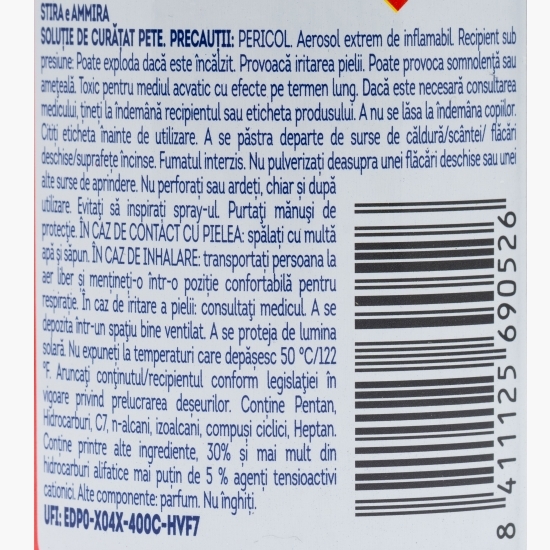 STIRA e AMMIRA
SOLUȚIE DE CURĂȚAT PETE. PRECAUȚII: PERICOL. Aerosol extrem de inflamabil. Recipient sub
presiune: Poate exploda dacă este încălzit. Provoacă iritarea pielii. Poate provoca somnolență sau
amețeală. Toxic pentru mediul acvatic cu efecte pe termen lung. Dacă este necesară consultarea
medicului, țineți la îndemână recipientul sau eticheta produsului. A nu se lăsa la îndemâna copiilor.
Citiți eticheta înainte de utilizare. A se păstra departe de surse de căldură/scântei/ flăcări
deschise/suprafețe încinse. Fumatul interzis. Nu pulverizați deasupra unei flăcări deschise sau unei
alte surse de aprindere. Nu perforați sau ardeți, chiar și după
utilizare. Evitați să inspirați spray-ul. Purtați mănuși de
protecție. ÎN CAZ DE CONTACT CU PIELEA: spălați cu multă
apă și săpun. ÎN CAZ DE INHALARE: transportați persoana la
aer liber și mențineți-o într-o poziție confortabilă pentru
respirație. În caz de iritare a pielii: consultați medicul. A se
depozita într-un spațiu bine ventilat. A se proteja de lumina
solară. Nu expuneți la temperaturi care depășesc 50 °C/122
°F. Aruncați conținutul/recipientul conform legislației în
vigoare privind prelucrarea deșeurilor. Conține Pentan,
Hidrocarburi, C7, n-alcani, izoalcani, compuși ciclici, Heptan.
Conține printre alte ingrediente, 30% și mai mult din
hidrocarburi alifatice mai puțin de 5 % agenți tensioactivi
cationici. Alte componente: parfum. Nu înghiți.
UFI: EDP0-X04X-400C-HVF7
8 411125 690526